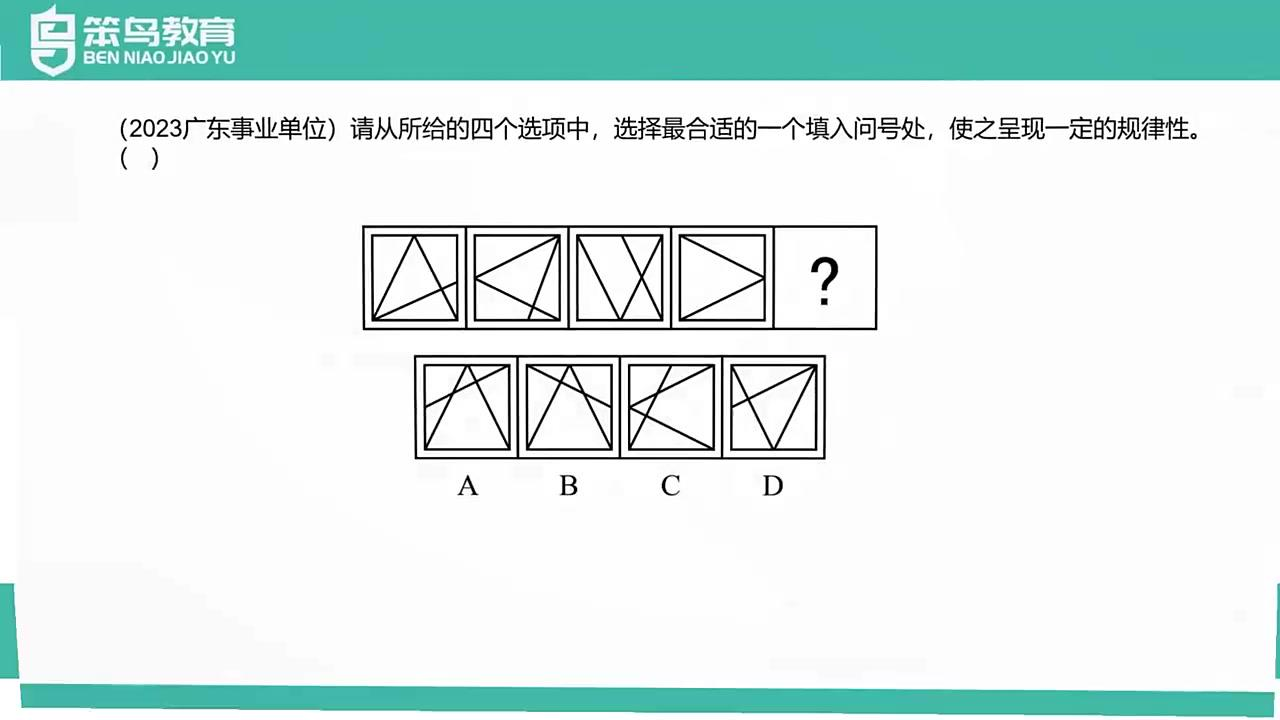 笨鸟教育
BEN NIAO JIAO YU
（2023广东事业单位）请从所给的四个选项中，选择最合适的一个填入问号处，使之呈现一定的规律性。
（ ）
?
A B C D